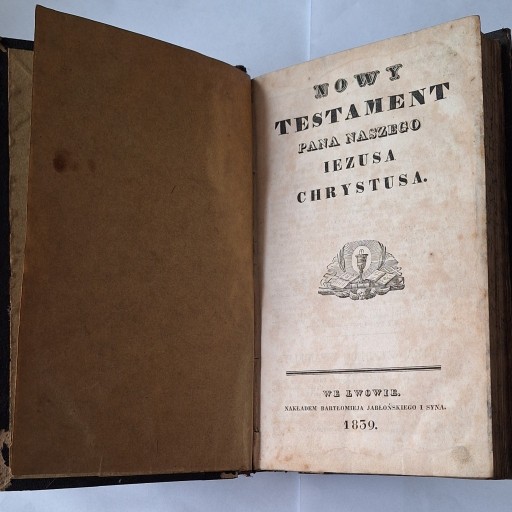 NOWY
TESTAMENT
PANA NASZEGO
IEZUSA
CHRYSTUSA.
WE LWOWIE.
NAKŁADEM BARTŁOMIEJA JABŁOŃSKIEGO I SYNA.
1839.